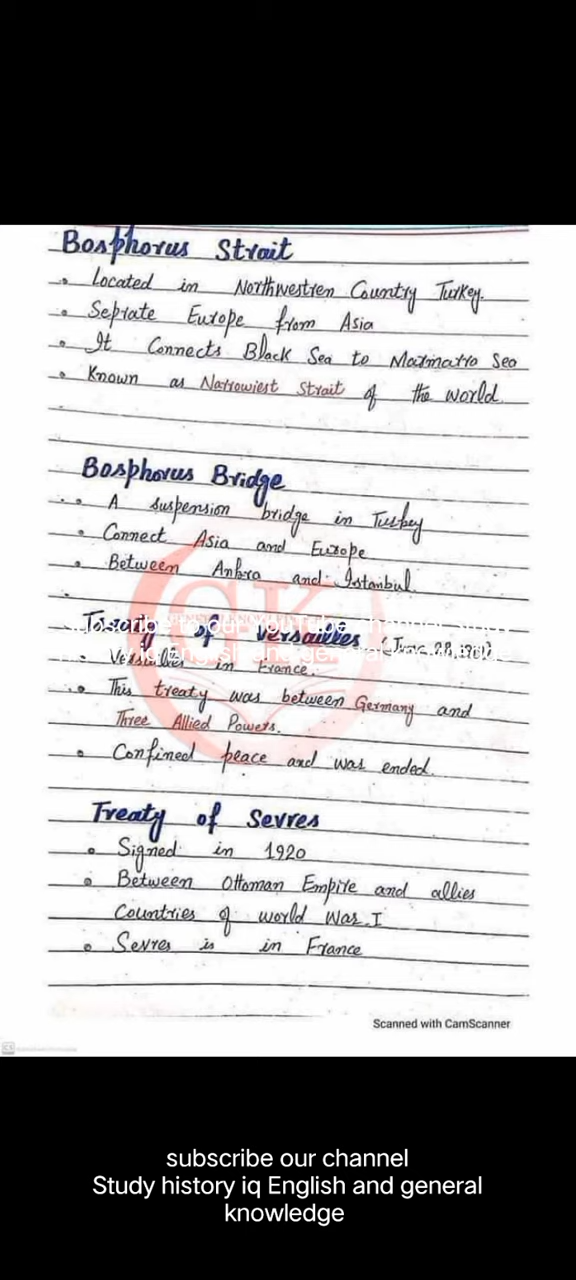 Bosphorus Strait
• Located in Northwestren Country Turkey.
• Seprate Europe from Asia
• It Connects Black Sea to Marmarra Sea
• Known as Narrowiest Strait of the world.
Bosphorus Bridge
• A suspension bridge in Turkey
• Connect Asia and Europe
• Between Ankra and Istanbul.
Treaty of Versailles
• Versailles in France.
• This treaty was between Germany and
Three Allied Powers.
• Confined peace and war ended.
Treaty of Sevres
• Signed in 1920
• Between Ottoman Empire and allies
Countries of world War I
• Sevres is in France
Scanned with CamScanner
subscribe our channel
Study history iq English and general
knowledge